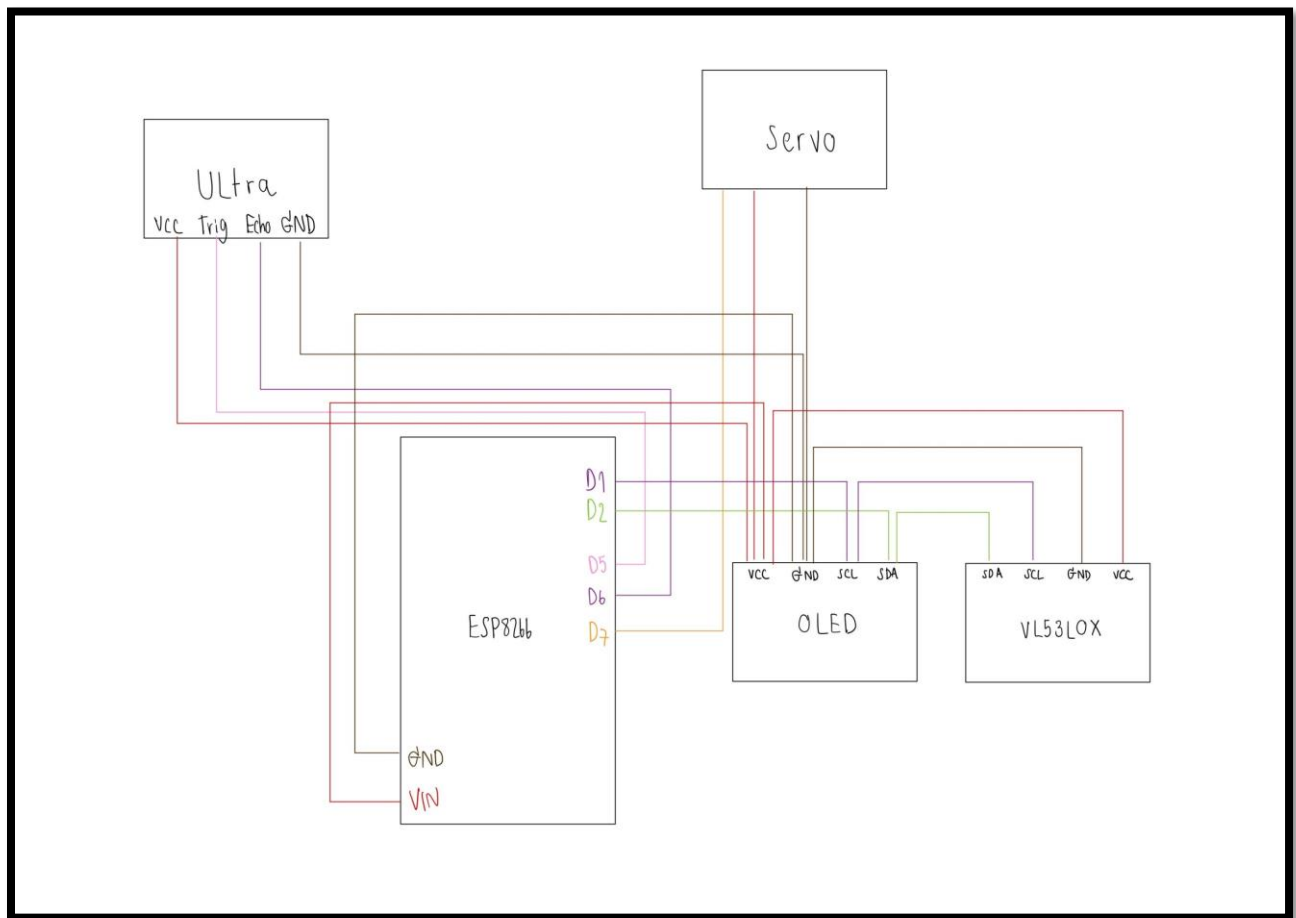 Servo
Ultra
VCC Trig Echo GND
D1
D2
D5
D6
D7
ESP8266
GND
VIN
VCC GND SCL SDA
OLED
SDA SCL GND VCC
VL53L0X